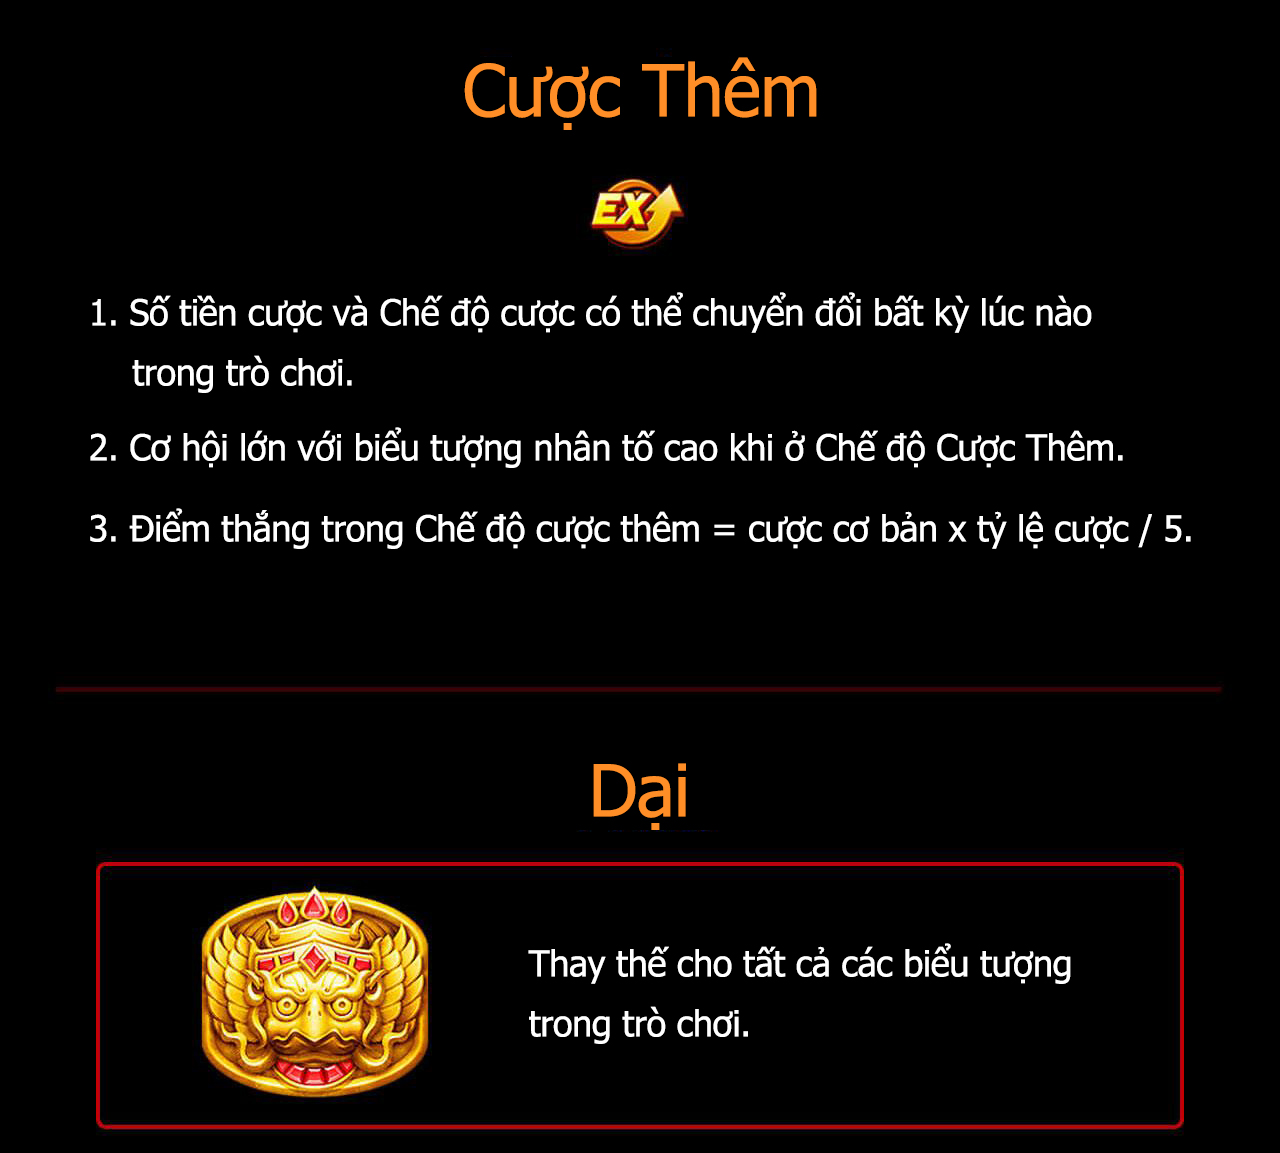 Cược Thêm
EX
1. Số tiền cược và Chế độ cược có thể chuyển đổi bất kỳ lúc nào
trong trò chơi.
2. Cơ hội lớn với biểu tượng nhân tố cao khi ở Chế độ Cược Thêm.
3. Điểm thắng trong Chế độ cược thêm = cược cơ bản x tỷ lệ cược / 5.
Dại
Thay thế cho tất cả các biểu tượng
trong trò chơi.